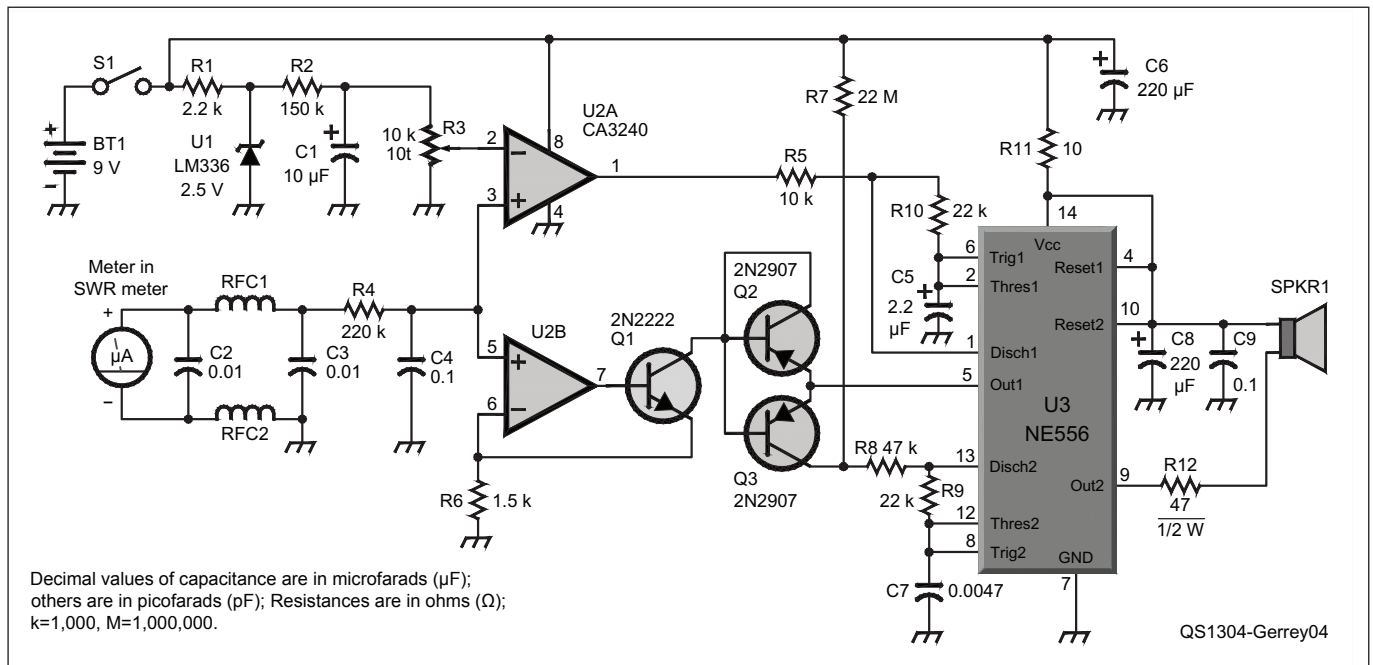 S1
R1
2.2 k
R2
150 k
BT1
9 V
U1
LM336
2.5 V
C1
10 µF
10 k
10t
R3
U2A
CA3240
2
3
8
4
1
R5
10 k
R7
22 M
R11
10
C6
220 µF
R10
22 k
C5
2.2
µF
Meter in
SWR meter
µA
RFC1
RFC2
C2
0.01
C3
0.01
R4
220 k
C4
0.1
U2B
5
6
7
2N2222
Q1
R6
1.5 k
2N2907
Q2
Q3
2N2907
R8 47 k
22 k
R9
C7
0.0047
6
2
1
5
13
12
8
14
4
10
9
7
Vcc
Trig1
Thres1
Reset1
Reset2
Disch1
Out1
U3
NE556
Disch2
Out2
Thres2
Trig2
GND
C8
220
µF
C9
0.1
SPKR1
R12
47
1/2 W
Decimal values of capacitance are in microfarads (µF);
others are in picofarads (pF); Resistances are in ohms (Ω);
k=1,000, M=1,000,000.
QS1304-Gerrey04